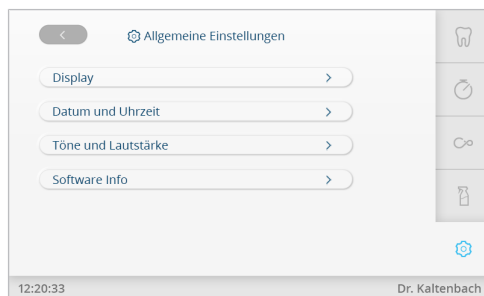 Allgemeine Einstellungen
Display
Datum und Uhrzeit
Töne und Lautstärke
Software Info
12:20:33 Dr. Kaltenbach